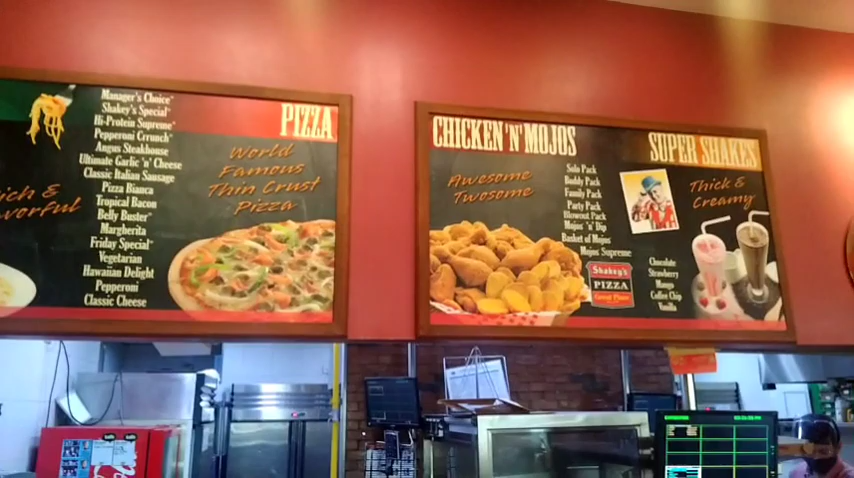 Manager's Choice
Shakey's Special
Hi-Protein Supreme
Pepperoni Crrrunch
Angus Steakhouse
Ultimate Garlic 'n' Cheese
Classic Italian Sausage
Pizza Bianca
Tropical Bacon
Belly Buster
Margherita
Friday Special
Vegetarian
Hawaiian Delight
Pepperoni
Classic Cheese
PIZZA
World
Famous
Thin Crust
Pizza
CHICKEN 'N' MOJOS
Awesome
Twosome
Solo Pack
Buddy Pack
Family Pack
Party Pack
Blowout Pack
Mojos 'n' Dip
Basket of Mojos
Mojos Supreme
Shakey's
PIZZA
SUPER SHAKES
Thick &
Creamy
Chocolate
Strawberry
Mango
Coffee Chip
Vanilla